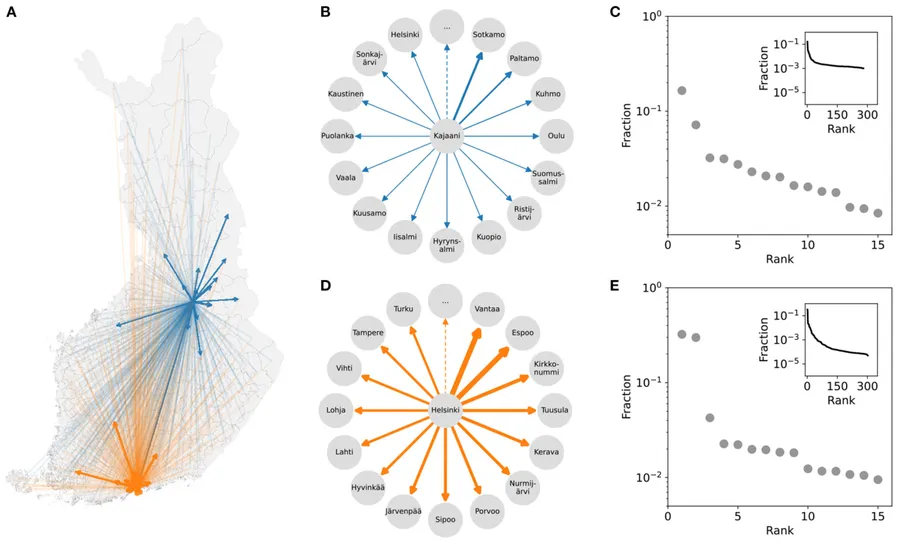 A
B
...
Helsinki
Sotkamo
Sonkaj-
ärvi
Paltamo
Kaustinen
Kuhmo
Puolanka
Kajaani
Oulu
Vaala
Suomus-
salmi
Kuusamo
Ristij-
ärvi
Iisalmi
Hyryns-
almi
Kuopio
C
10⁰
10⁻¹
10⁻²
Fraction
0
5
10
15
Rank
10⁻¹
10⁻³
10⁻⁵
Fraction
0
150
300
Rank
D
...
Turku
Vantaa
Tampere
Espoo
Vihti
Kirkko-
nummi
Lohja
Helsinki
Tuusula
Lahti
Kerava
Hyvinkää
Nurmij-
ärvi
Järvenpää
Porvoo
Sipoo
E
10⁰
10⁻¹
10⁻²
Fraction
0
5
10
15
Rank
10⁻¹
10⁻³
10⁻⁵
Fraction
0
150
300
Rank